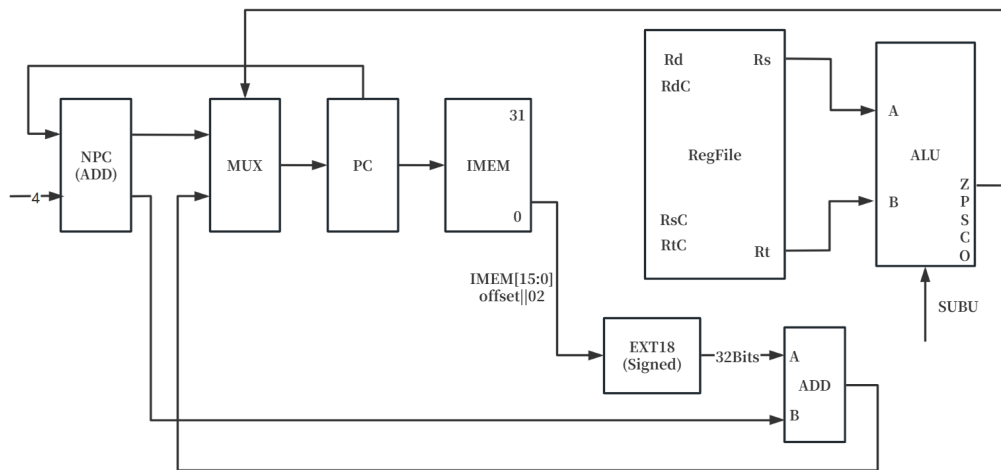 4
NPC
(ADD)
MUX
PC
31
IMEM
0
IMEM[15:0]
offset||02
Rd
RdC
Rs
RegFile
RsC
RtC
Rt
A
B
ALU
Z
P
S
C
O
SUBU
EXT18
(Signed)
32Bits
A
ADD
B